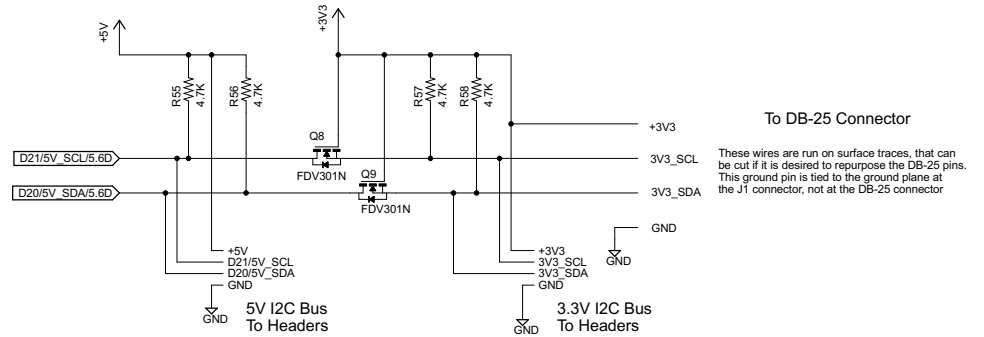 +5V
+3V3
R55
4.7K
R56
4.7K
R57
4.7K
R58
4.7K
Q8
FDV301N
Q9
FDV301N
D21/5V_SCL/5.6D
D20/5V_SDA/5.6D
+3V3
3V3_SCL
3V3_SDA
GND
GND
To DB-25 Connector
These wires are run on surface traces, that can
be cut if it is desired to repurpose the DB-25 pins.
This ground pin is tied to the ground plane at
the J1 connector, not at the DB-25 connector
+5V
D21/5V_SCL
D20/5V_SDA
GND
GND
5V I2C Bus
To Headers
+3V3
3V3_SCL
3V3_SDA
GND
GND
3.3V I2C Bus
To Headers